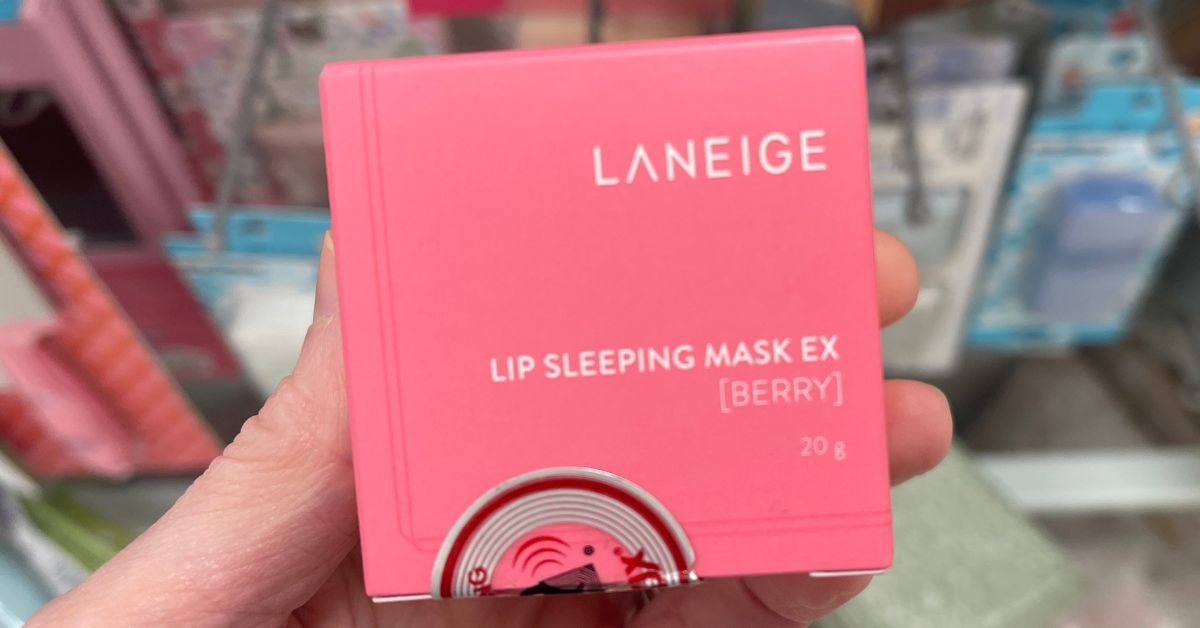 LANEIGE
LIP SLEEPING MASK EX
[BERRY]
20 g